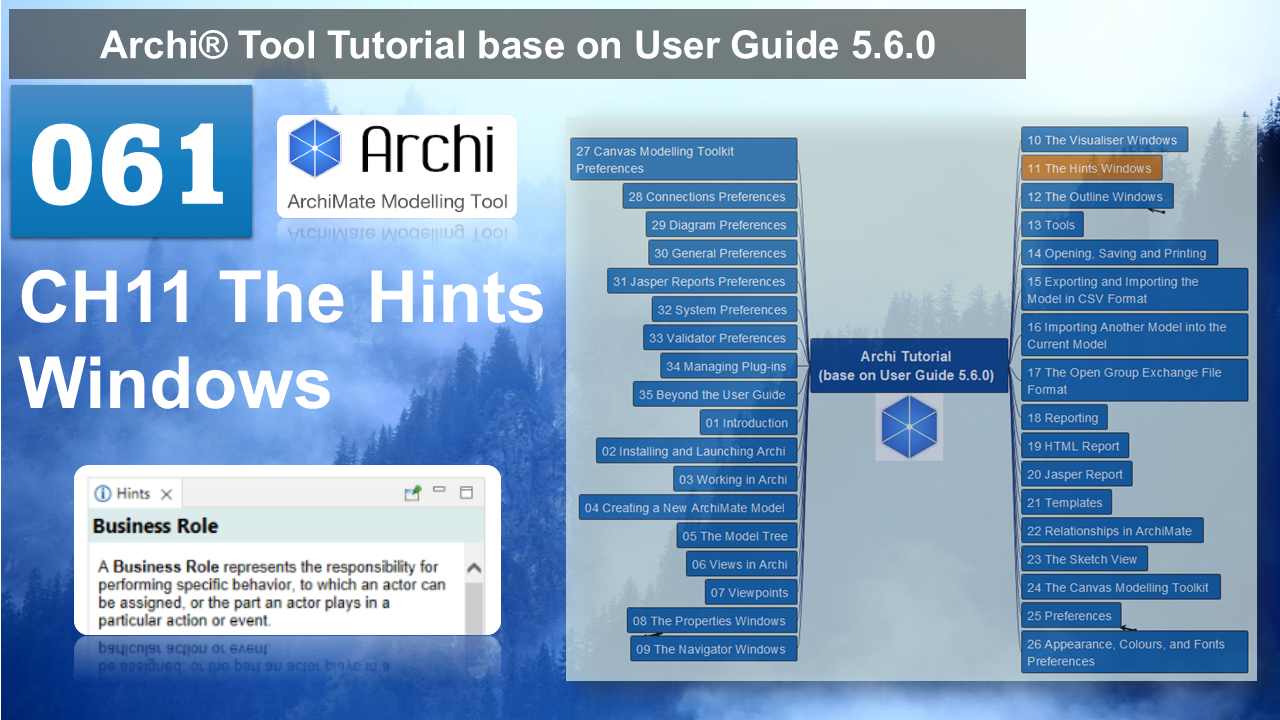 Archi® Tool Tutorial base on User Guide 5.6.0
061
Archi
ArchiMate Modelling Tool
CH11 The Hints
Windows
Hints
Business Role
A Business Role represents the responsibility for
performing specific behavior, to which an actor can
be assigned, or the part an actor plays in a
particular action or event.
27 Canvas Modelling Toolkit
Preferences
28 Connections Preferences
29 Diagram Preferences
30 General Preferences
31 Jasper Reports Preferences
32 System Preferences
33 Validator Preferences
34 Managing Plug-ins
35 Beyond the User Guide
01 Introduction
02 Installing and Launching Archi
03 Working in Archi
04 Creating a New ArchiMate Model
05 The Model Tree
06 Views in Archi
07 Viewpoints
08 The Properties Windows
09 The Navigator Windows
Archi Tutorial
(base on User Guide 5.6.0)
10 The Visualiser Windows
11 The Hints Windows
12 The Outline Windows
13 Tools
14 Opening, Saving and Printing
15 Exporting and Importing the
Model in CSV Format
16 Importing Another Model into the
Current Model
17 The Open Group Exchange File
Format
18 Reporting
19 HTML Report
20 Jasper Report
21 Templates
22 Relationships in ArchiMate
23 The Sketch View
24 The Canvas Modelling Toolkit
25 Preferences
26 Appearance, Colours, and Fonts
Preferences